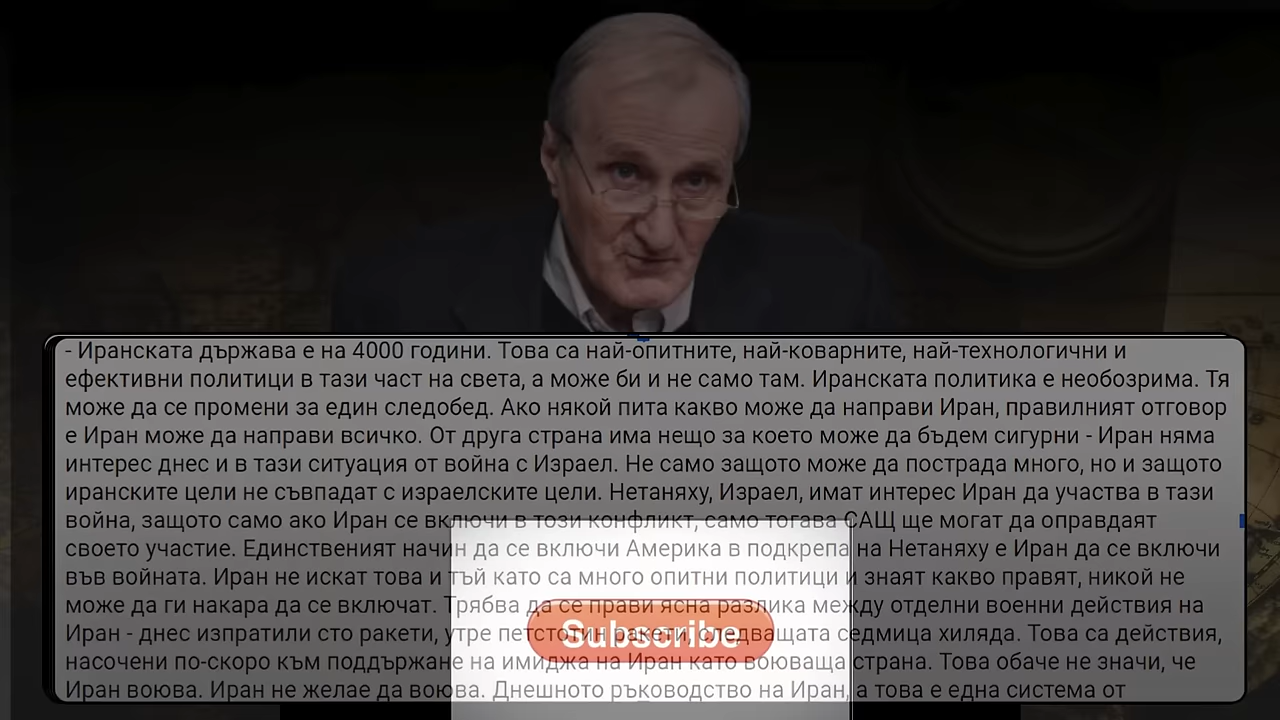 - Иранската държава е на 4000 години. Това са най-опитните, най-коварните, най-технологични и
ефективни политици в тази част на света, а може би и не само там. Иранската политика е необозрима. Тя
може да се промени за един следобед. Ако някой пита какво може да направи Иран, правилният отговор
е Иран може да направи всичко. От друга страна има нещо за което може да бъдем сигурни - Иран няма
интерес днес и в тази ситуация от война с Израел. Не само защото може да пострада много, но и защото
иранските цели не съвпадат с израелските цели. Нетаняху, Израел, имат интерес Иран да участва в тази
война, защото само ако Иран се включи в този конфликт, само тогава САЩ ще могат да оправдаят
своето участие. Единственият начин да се включи Америка в подкрепа на Нетаняху е Иран да се включи
във войната. Иран не искат това и тъй като са много опитни политици и знаят какво правят, никой не
може да ги накара да се включат. Трябва да се прави ясна разлика между отделни военни действия на
Иран - днес изпратили сто ракети, утре петстотин ракети, следващата седмица хиляда. Това са действия,
Subscribe
насочени по-скоро към поддържане на имиджа на Иран като воюваща страна. Това обаче не значи, че
Иран воюва. Иран не желае да воюва. Днешното ръководство на Иран, а това е една система от